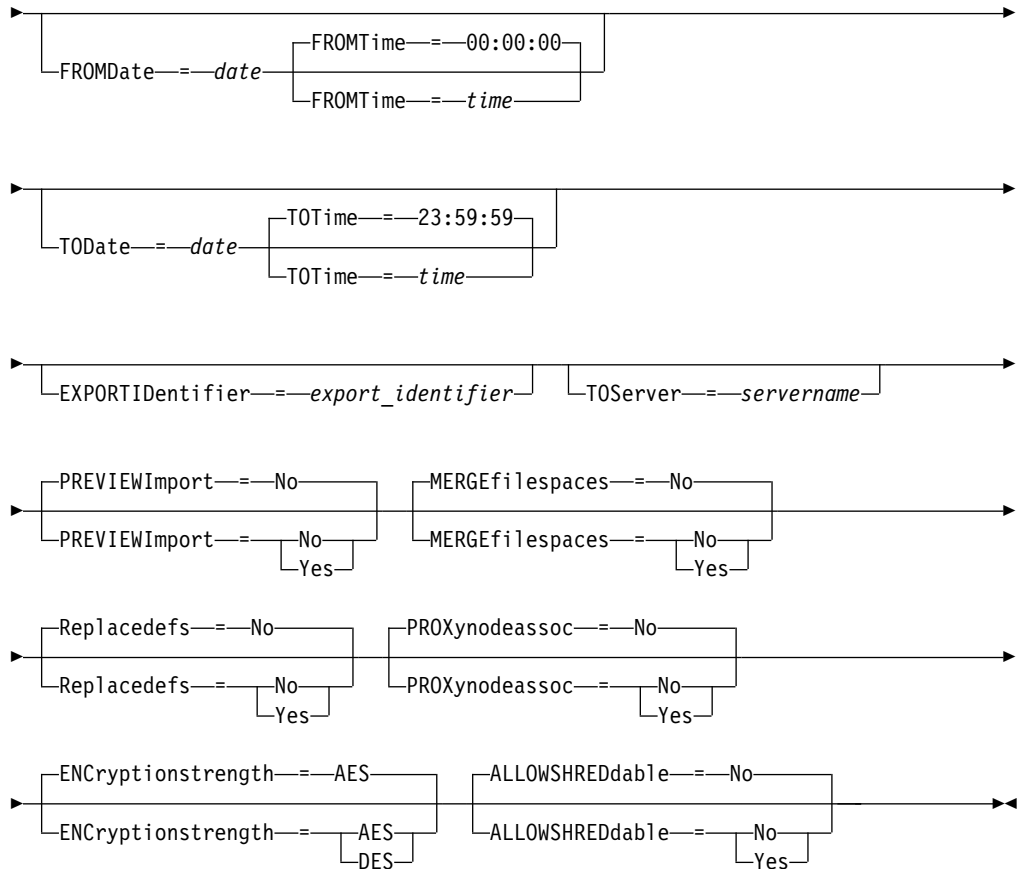 FROMTime = 00:00:00
FROMDate = date
FROMTime = time
TOTime = 23:59:59
TODate = date
TOTime = time
EXPORTIDentifier = export_identifier TOServer = servername
PREVIEWImport = No MERGEfilespaces = No
PREVIEWImport = No MERGEfilespaces = No
Yes Yes
Replacedefs = No PROXynodeassoc = No
Replacedefs = No PROXynodeassoc = No
Yes Yes
ENCryptionstrength = AES ALLOWSHREDdable = No
ENCryptionstrength = AES ALLOWSHREDdable = No
DES Yes